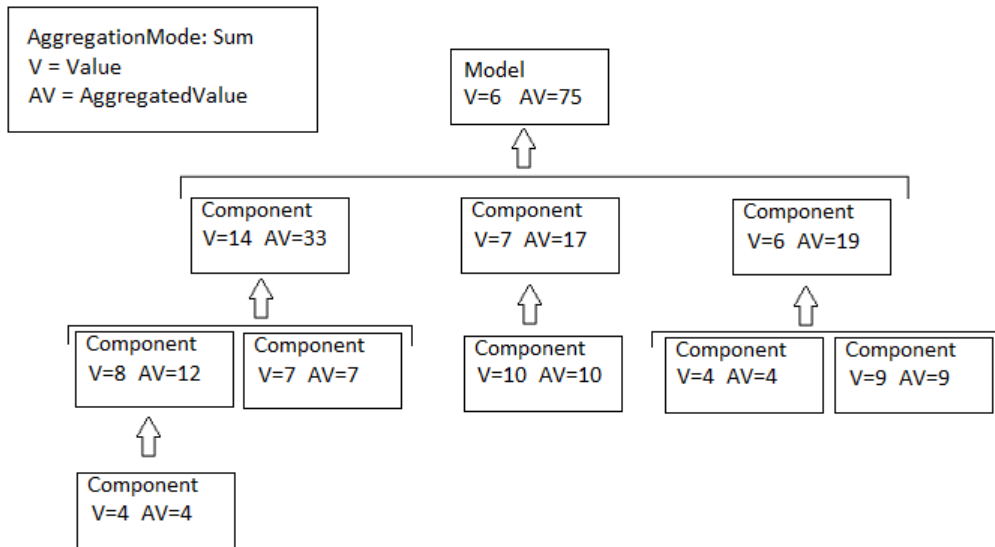 AggregationMode: Sum
V = Value
AV = AggregatedValue
Model
V=6 AV=75
Component
V=14 AV=33
Component
V=7 AV=17
Component
V=6 AV=19
Component
V=8 AV=12
Component
V=7 AV=7
Component
V=10 AV=10
Component
V=4 AV=4
Component
V=9 AV=9
Component
V=4 AV=4